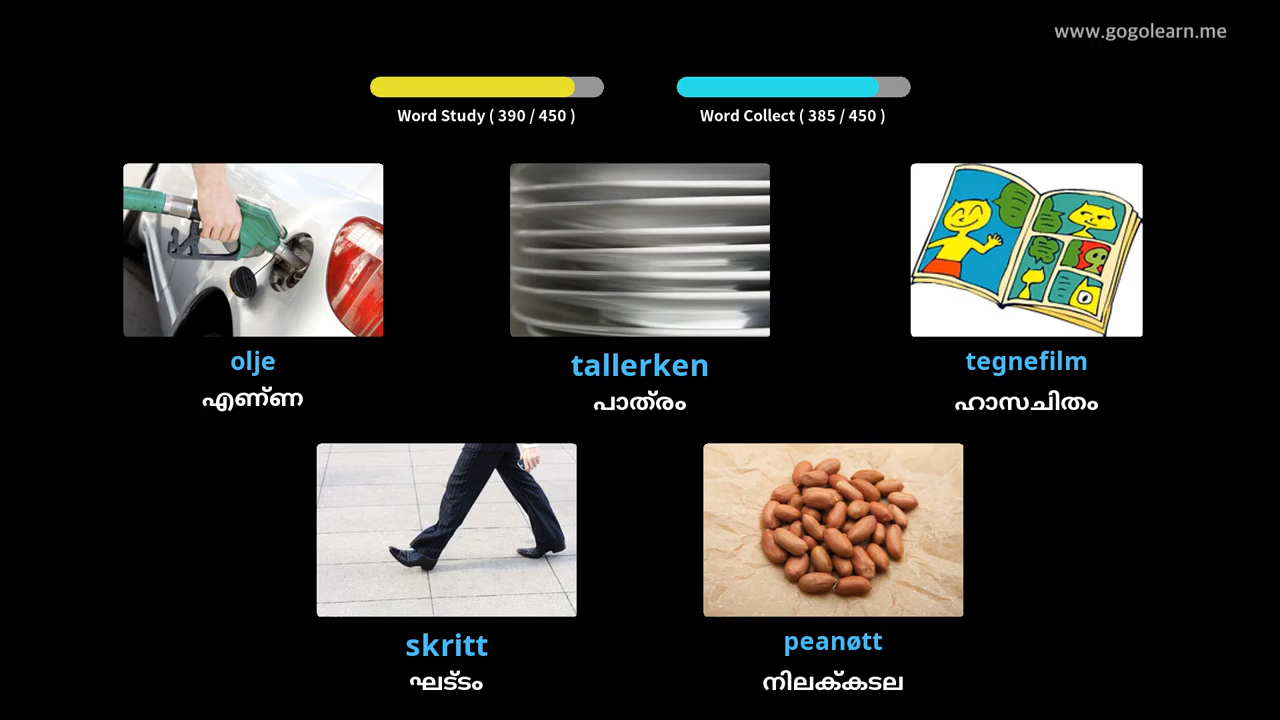 www.gogolearn.me
Word Study ( 390 / 450 )
Word Collect ( 385 / 450 )
olje
എണ്ണ
tallerken
പാത്രം
tegnefilm
ഹാസചിതം
skritt
ഘട്ടം
peanøtt
നിലക്കടല